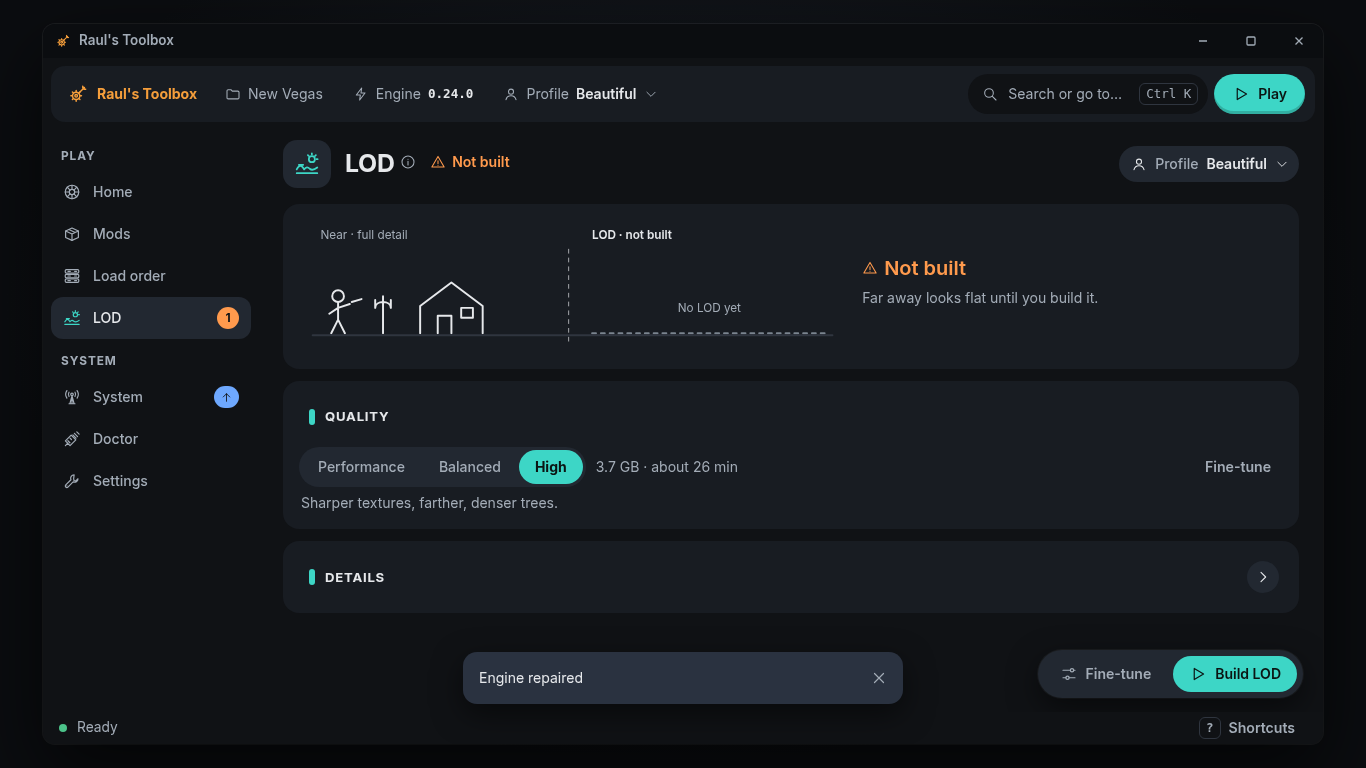 Raul's Toolbox
Raul's Toolbox New Vegas Engine 0.24.0 Profile Beautiful Search or go to... Ctrl K Play
PLAY
Home
Mods
Load order
LOD 1
SYSTEM
System
Doctor
Settings
LOD Not built Profile Beautiful
Near · full detail LOD · not built
Not built
Far away looks flat until you build it.
No LOD yet
QUALITY
Performance Balanced High 3.7 GB · about 26 min Fine-tune
Sharper textures, farther, denser trees.
DETAILS
Engine repaired
Fine-tune Build LOD
Ready ? Shortcuts